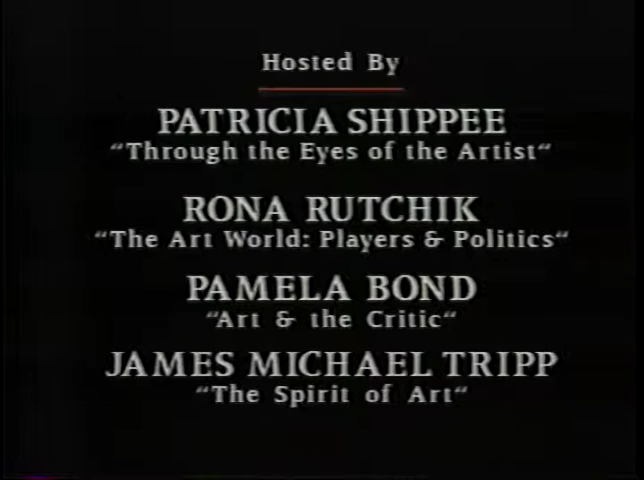 Hosted By
PATRICIA SHIPPEE
“Through the Eyes of the Artist“
RONA RUTCHIK
“The Art World: Players & Politics“
PAMELA BOND
“Art & the Critic“
JAMES MICHAEL TRIPP
“The Spirit of Art“